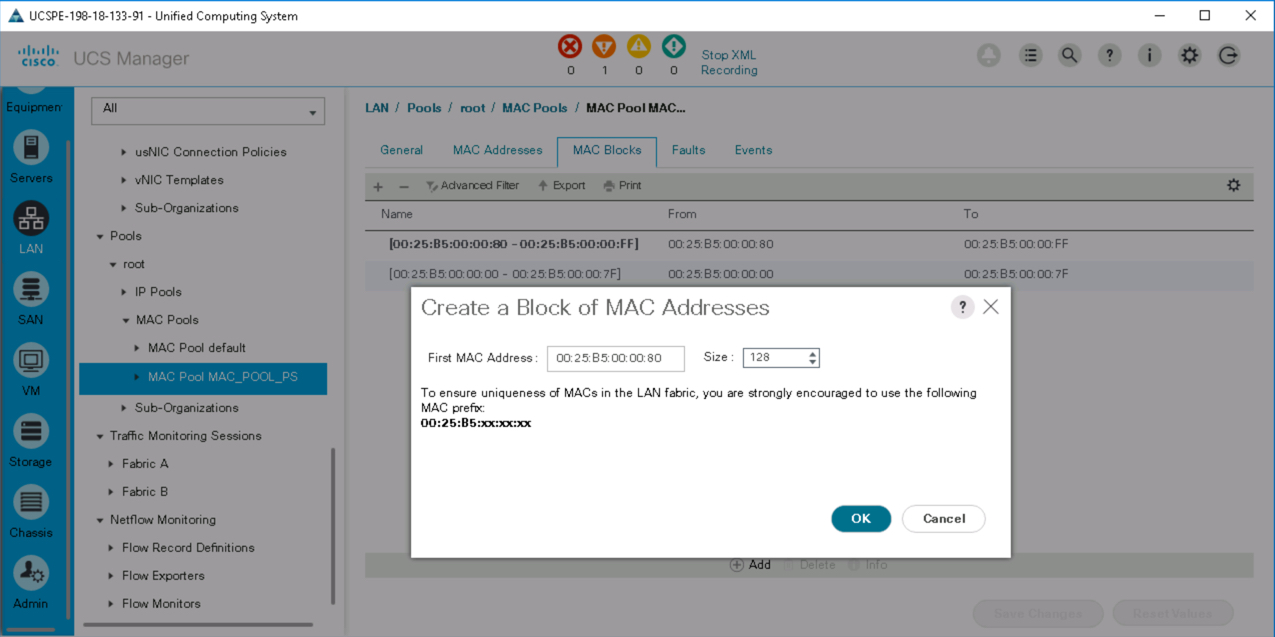 UCSPE-198-18-133-91 - Unified Computing System
cisco. UCS Manager
0 1 0 0
Stop XML
Recording
Equipment
Servers
LAN
SAN
VM
Storage
Chassis
Admin
All
usNIC Connection Policies
vNIC Templates
Sub-Organizations
Pools
root
IP Pools
MAC Pools
MAC Pool default
MAC Pool MAC_POOL_PS
Sub-Organizations
Traffic Monitoring Sessions
Fabric A
Fabric B
Netflow Monitoring
Flow Record Definitions
Flow Exporters
Flow Monitors
LAN / Pools / root / MAC Pools / MAC Pool MAC...
General MAC Addresses MAC Blocks Faults Events
+ − Advanced Filter Export Print
Name From To
[00:25:B5:00:00:80 - 00:25:B5:00:00:FF] 00:25:B5:00:00:80 00:25:B5:00:00:FF
[00:25:B5:00:00:00 - 00:25:B5:00:00:7F] 00:25:B5:00:00:00 00:25:B5:00:00:7F
Create a Block of MAC Addresses ?
First MAC Address : 00:25:B5:00:00:80 Size : 128
To ensure uniqueness of MACs in the LAN fabric, you are strongly encouraged to use the following
MAC prefix:
00:25:B5:xx:xx:xx
OK Cancel
Add Delete Info
Save Changes Reset Values